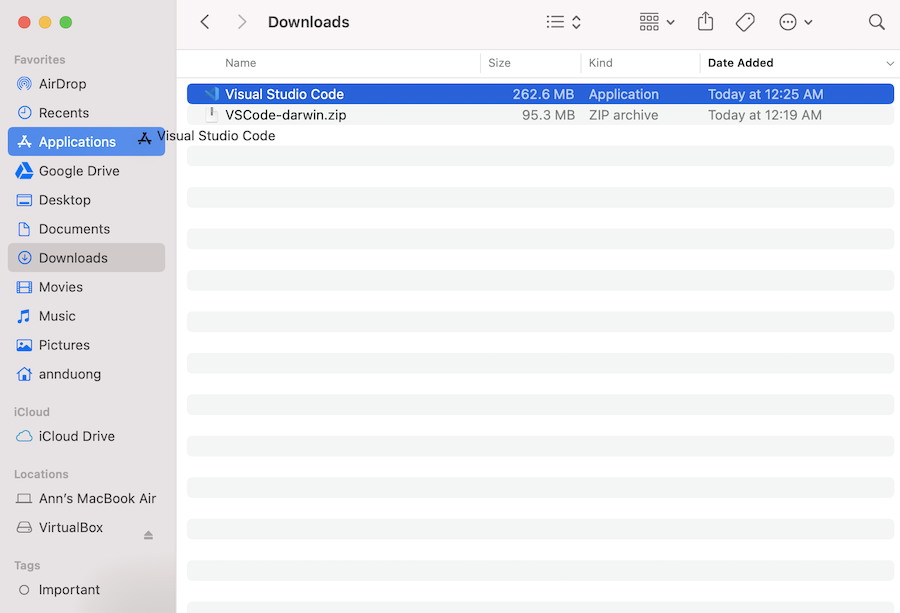 Downloads
Favorites
AirDrop
Recents
Applications
Visual Studio Code
Google Drive
Desktop
Documents
Downloads
Movies
Music
Pictures
annduong
iCloud
iCloud Drive
Locations
Ann's MacBook Air
VirtualBox
Tags
Important
Name Size Kind Date Added
Visual Studio Code 262.6 MB Application Today at 12:25 AM
VSCode-darwin.zip 95.3 MB ZIP archive Today at 12:19 AM